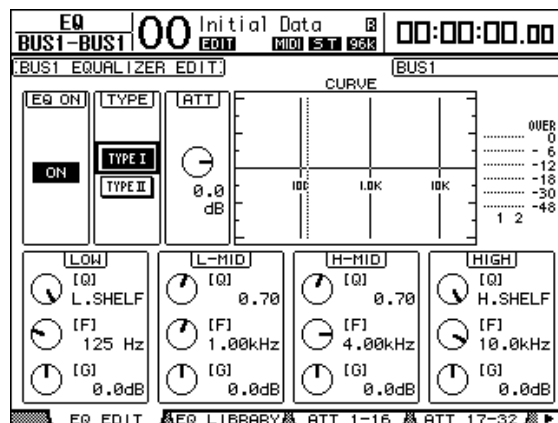 EQ
BUS1-BUS1
00 Initial Data
EDIT MIDI S.T 96K
00:00:00.00
BUS1 EQUALIZER EDIT
BUS1
EQ ON
TYPE
ATT
CURVE
ON
TYPE I
TYPE II
0.0
dB
100 1.0K 10K
OVER
0
- 6
-12
-18
-30
-48
1 2
LOW
[Q]
L.SHELF
[F]
125 Hz
[G]
0.0dB
L-MID
[Q]
0.70
[F]
1.00kHz
[G]
0.0dB
H-MID
[Q]
0.70
[F]
4.00kHz
[G]
0.0dB
HIGH
[Q]
H.SHELF
[F]
10.0kHz
[G]
0.0dB
EQ EDIT EQ LIBRARY ATT 1-16 ATT 17-32